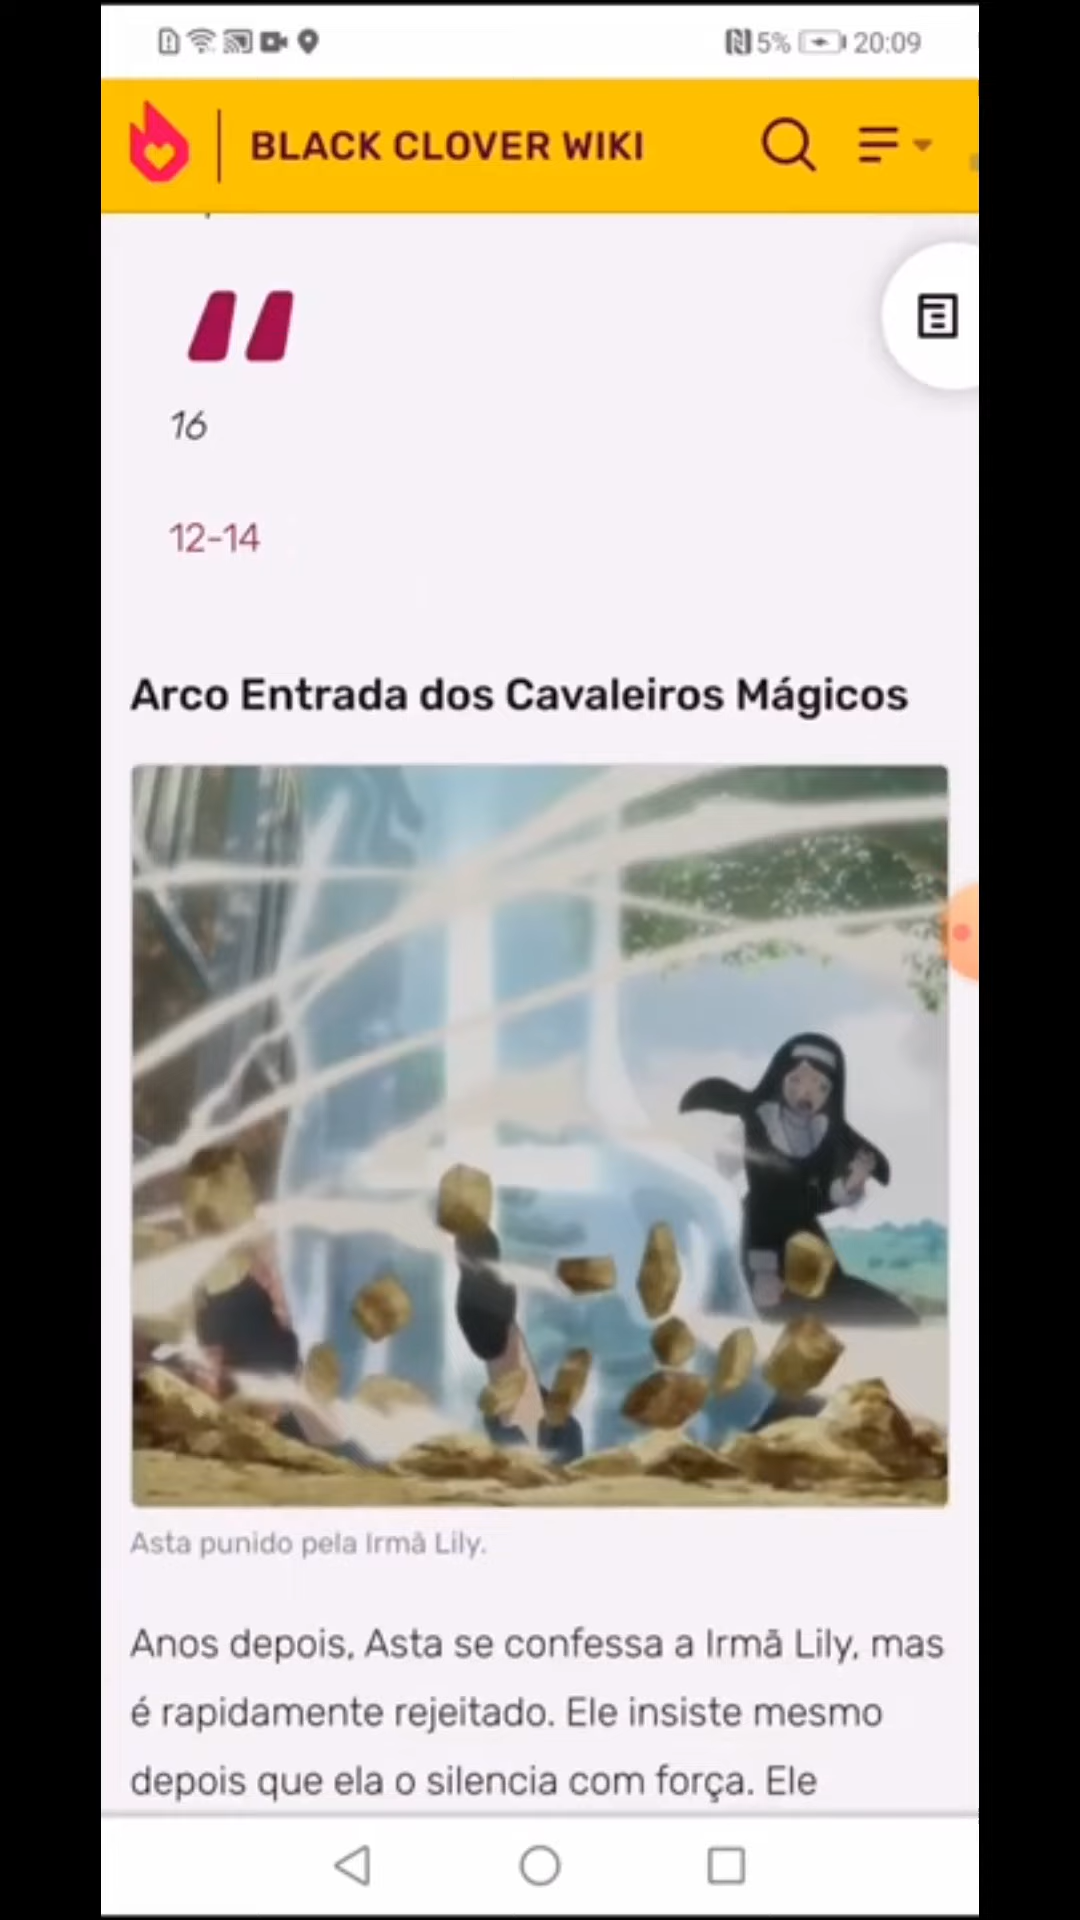 5% 20:09
BLACK CLOVER WIKI
16
12-14
Arco Entrada dos Cavaleiros Mágicos
Asta punido pela Irmã Lily.
Anos depois, Asta se confessa a Irmã Lily, mas
é rapidamente rejeitado. Ele insiste mesmo
depois que ela o silencia com força. Ele